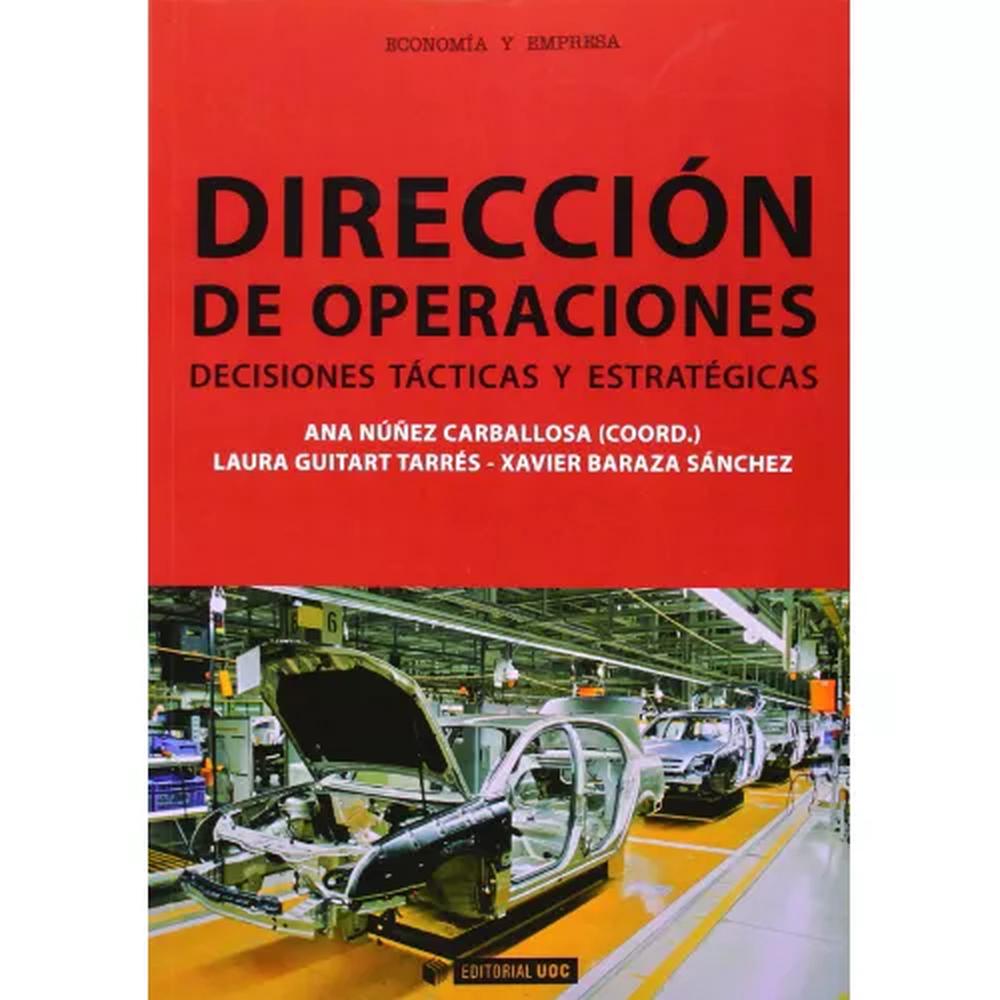 ECONOMÍA Y EMPRESA
DIRECCIÓN
DE OPERACIONES
DECISIONES TÁCTICAS Y ESTRATÉGICAS
ANA NÚÑEZ CARBALLOSA (COORD.)
LAURA GUITART TARRÉS - XAVIER BARAZA SÁNCHEZ
6
EDITORIAL UOC